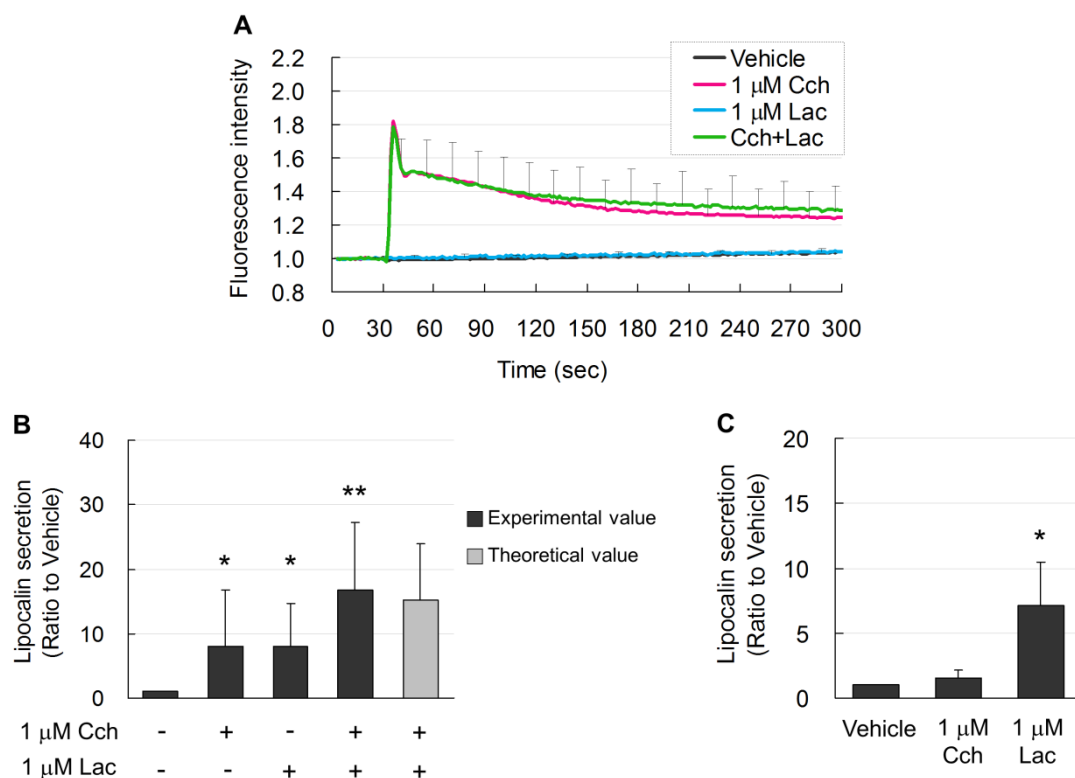 A
Fluorescence intensity
2.2
2.0
1.8
1.6
1.4
1.2
1.0
0.8
0 30 60 90 120 150 180 210 240 270 300
Time (sec)
Vehicle
1 μM Cch
1 μM Lac
Cch+Lac
B
Lipocalin secretion
(Ratio to Vehicle)
40
30
20
10
0
* * **
Experimental value
Theoretical value
1 μM Cch - + - + +
1 μM Lac - - + + +
C
Lipocalin secretion
(Ratio to Vehicle)
20
15
10
5
0
*
Vehicle 1 μM 1 μM
Cch Lac